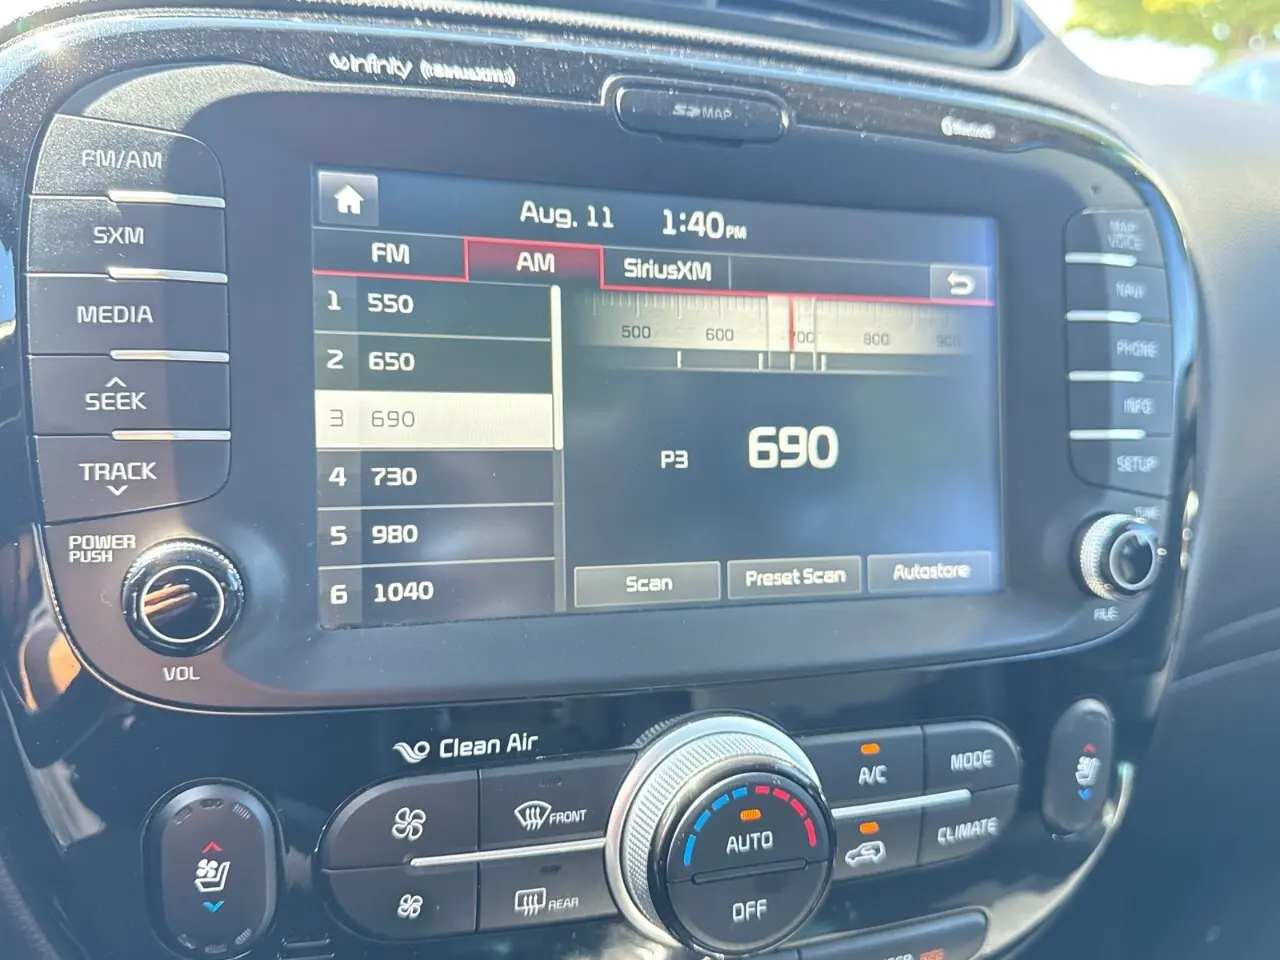 infinity ((SiriusXM))
SD MAP
Bluetooth
FM/AM
SXM
MEDIA
SEEK
TRACK
POWER
PUSH
VOL
Aug. 11 1:40PM
FM AM SiriusXM
1 550
2 650
3 690
4 730
5 980
6 1040
500 600 700 800 900
P3 690
Scan Preset Scan Autostore
MAP
VOICE
NAVI
PHONE
INFO
SETUP
TUNE
FILE
Clean Air
FRONT
REAR
AUTO
OFF
A/C
MODE
CLIMATE
OFF